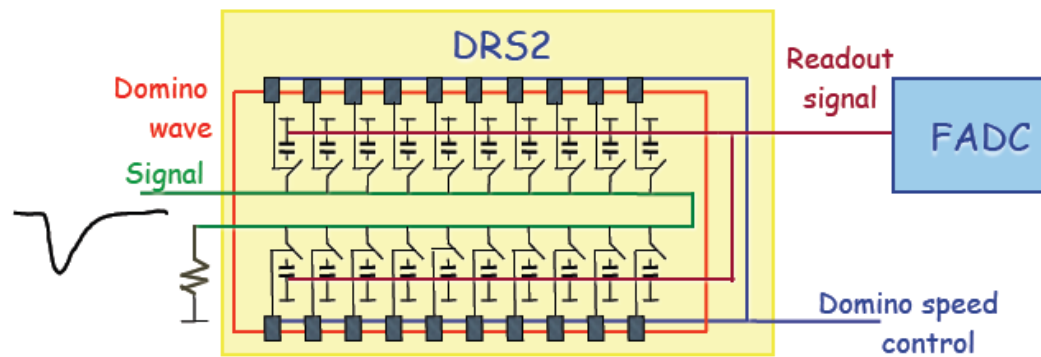 DRS2
Domino
wave
Readout
signal
FADC
Signal
Domino speed
control